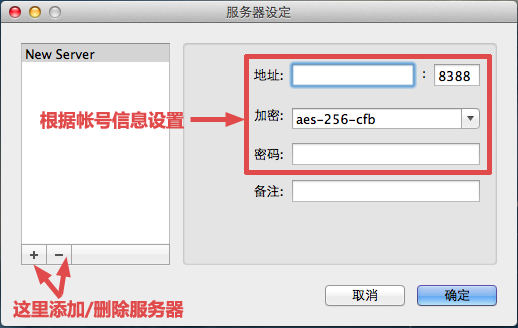 服务器设定
New Server
地址:
: 8388
根据帐号信息设置
加密: aes-256-cfb
密码:
备注:
+ −
这里添加/删除服务器
取消 确定